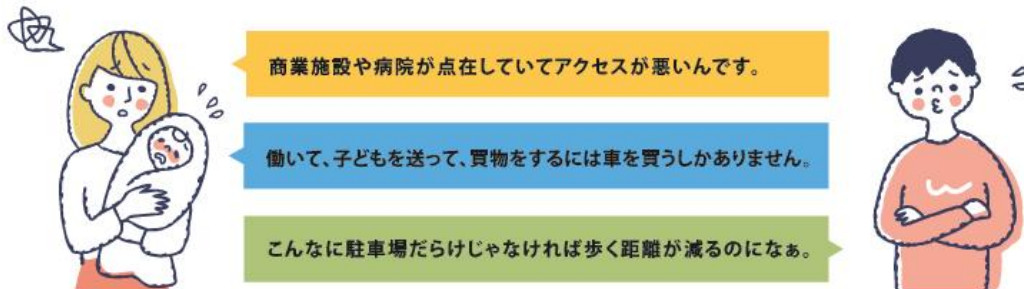 商業施設や病院が点在していてアクセスが悪いんです。
働いて、子どもを送って、買物をするには車を買うしかありません。
こんなに駐車場だらけじゃなければ歩く距離が減るのになぁ。